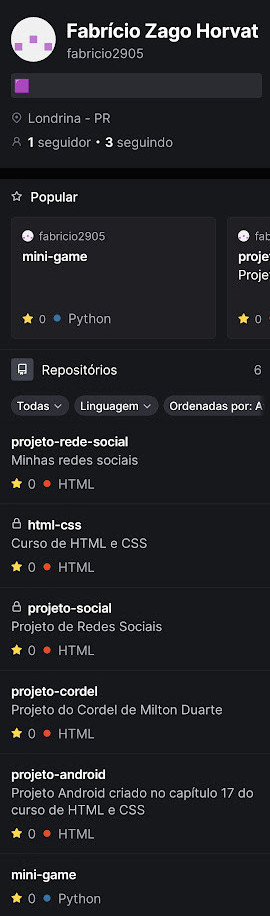 Fabrício Zago Horvat
fabricio2905
Londrina - PR
1 seguidor • 3 seguindo
Popular
fabricio2905
mini-game
0 Python
fab
proje
Proje
0
Repositórios 6
Todas Linguagem Ordenadas por: A
projeto-rede-social
Minhas redes sociais
0 HTML
html-css
Curso de HTML e CSS
0 HTML
projeto-social
Projeto de Redes Sociais
0 HTML
projeto-cordel
Projeto do Cordel de Milton Duarte
0 HTML
projeto-android
Projeto Android criado no capítulo 17 do
curso de HTML e CSS
0 HTML
mini-game
0 Python